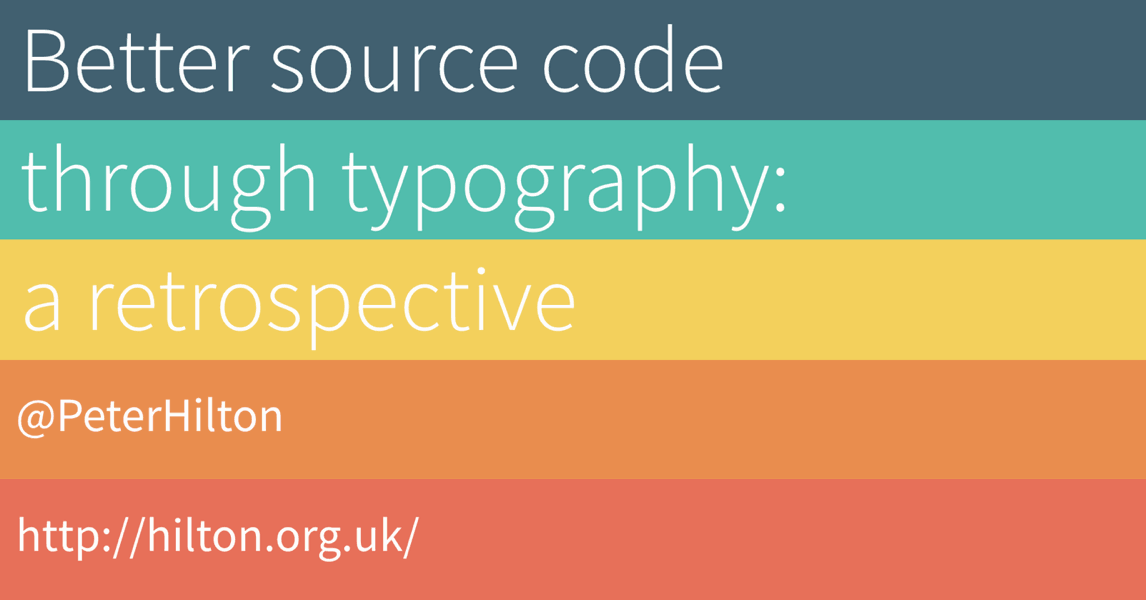 Better source code
through typography:
a retrospective
@PeterHilton
http://hilton.org.uk/